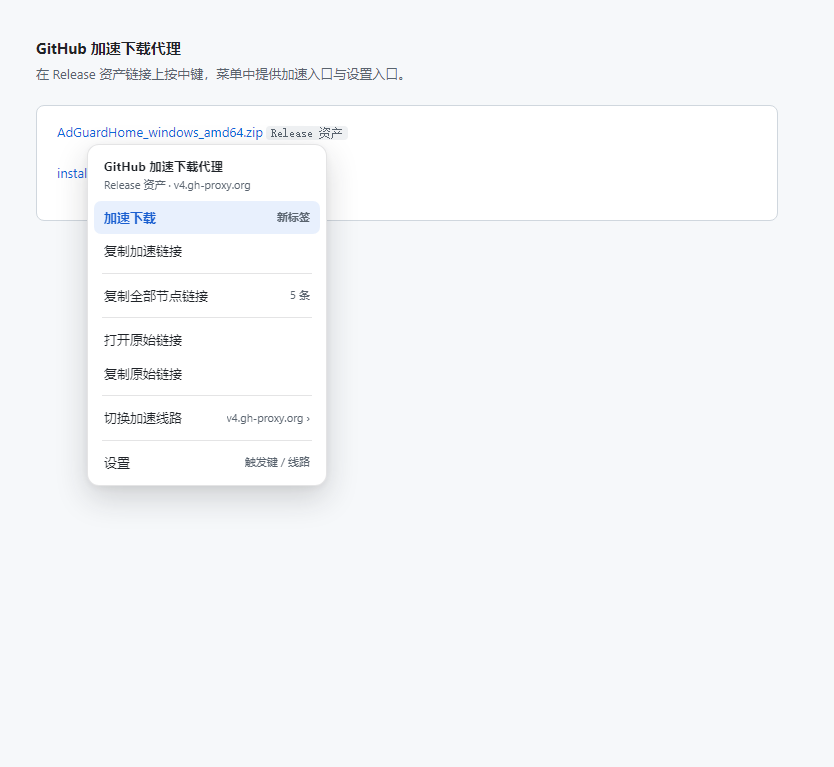 GitHub 加速下载代理
在 Release 资产链接上按中键，菜单中提供加速入口与设置入口。
AdGuardHome_windows_amd64.zip Release 资产
instal
GitHub 加速下载代理
Release 资产 · v4.gh-proxy.org
加速下载 新标签
复制加速链接
复制全部节点链接 5 条
打开原始链接
复制原始链接
切换加速线路 v4.gh-proxy.org ›
设置 触发键 / 线路